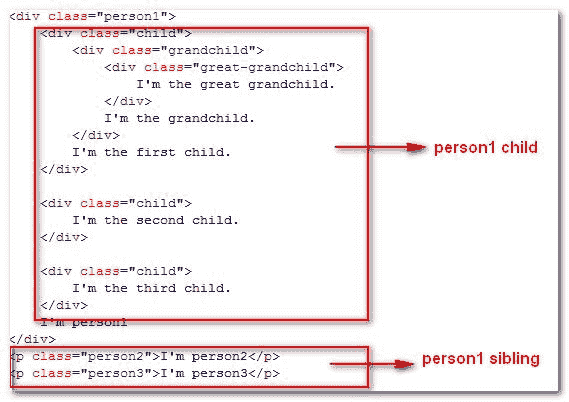 <div class="person1">
<div class="child">
<div class="grandchild">
<div class="great-grandchild">
I'm the great grandchild.
</div>
I'm the grandchild.
</div>
I'm the first child.
</div>
person1 child
<div class="child">
I'm the second child.
</div>
<div class="child">
I'm the third child.
</div>
I'm person1
</div>
<p class="person2">I'm person2</p>
<p class="person3">I'm person3</p>
person1 sibling